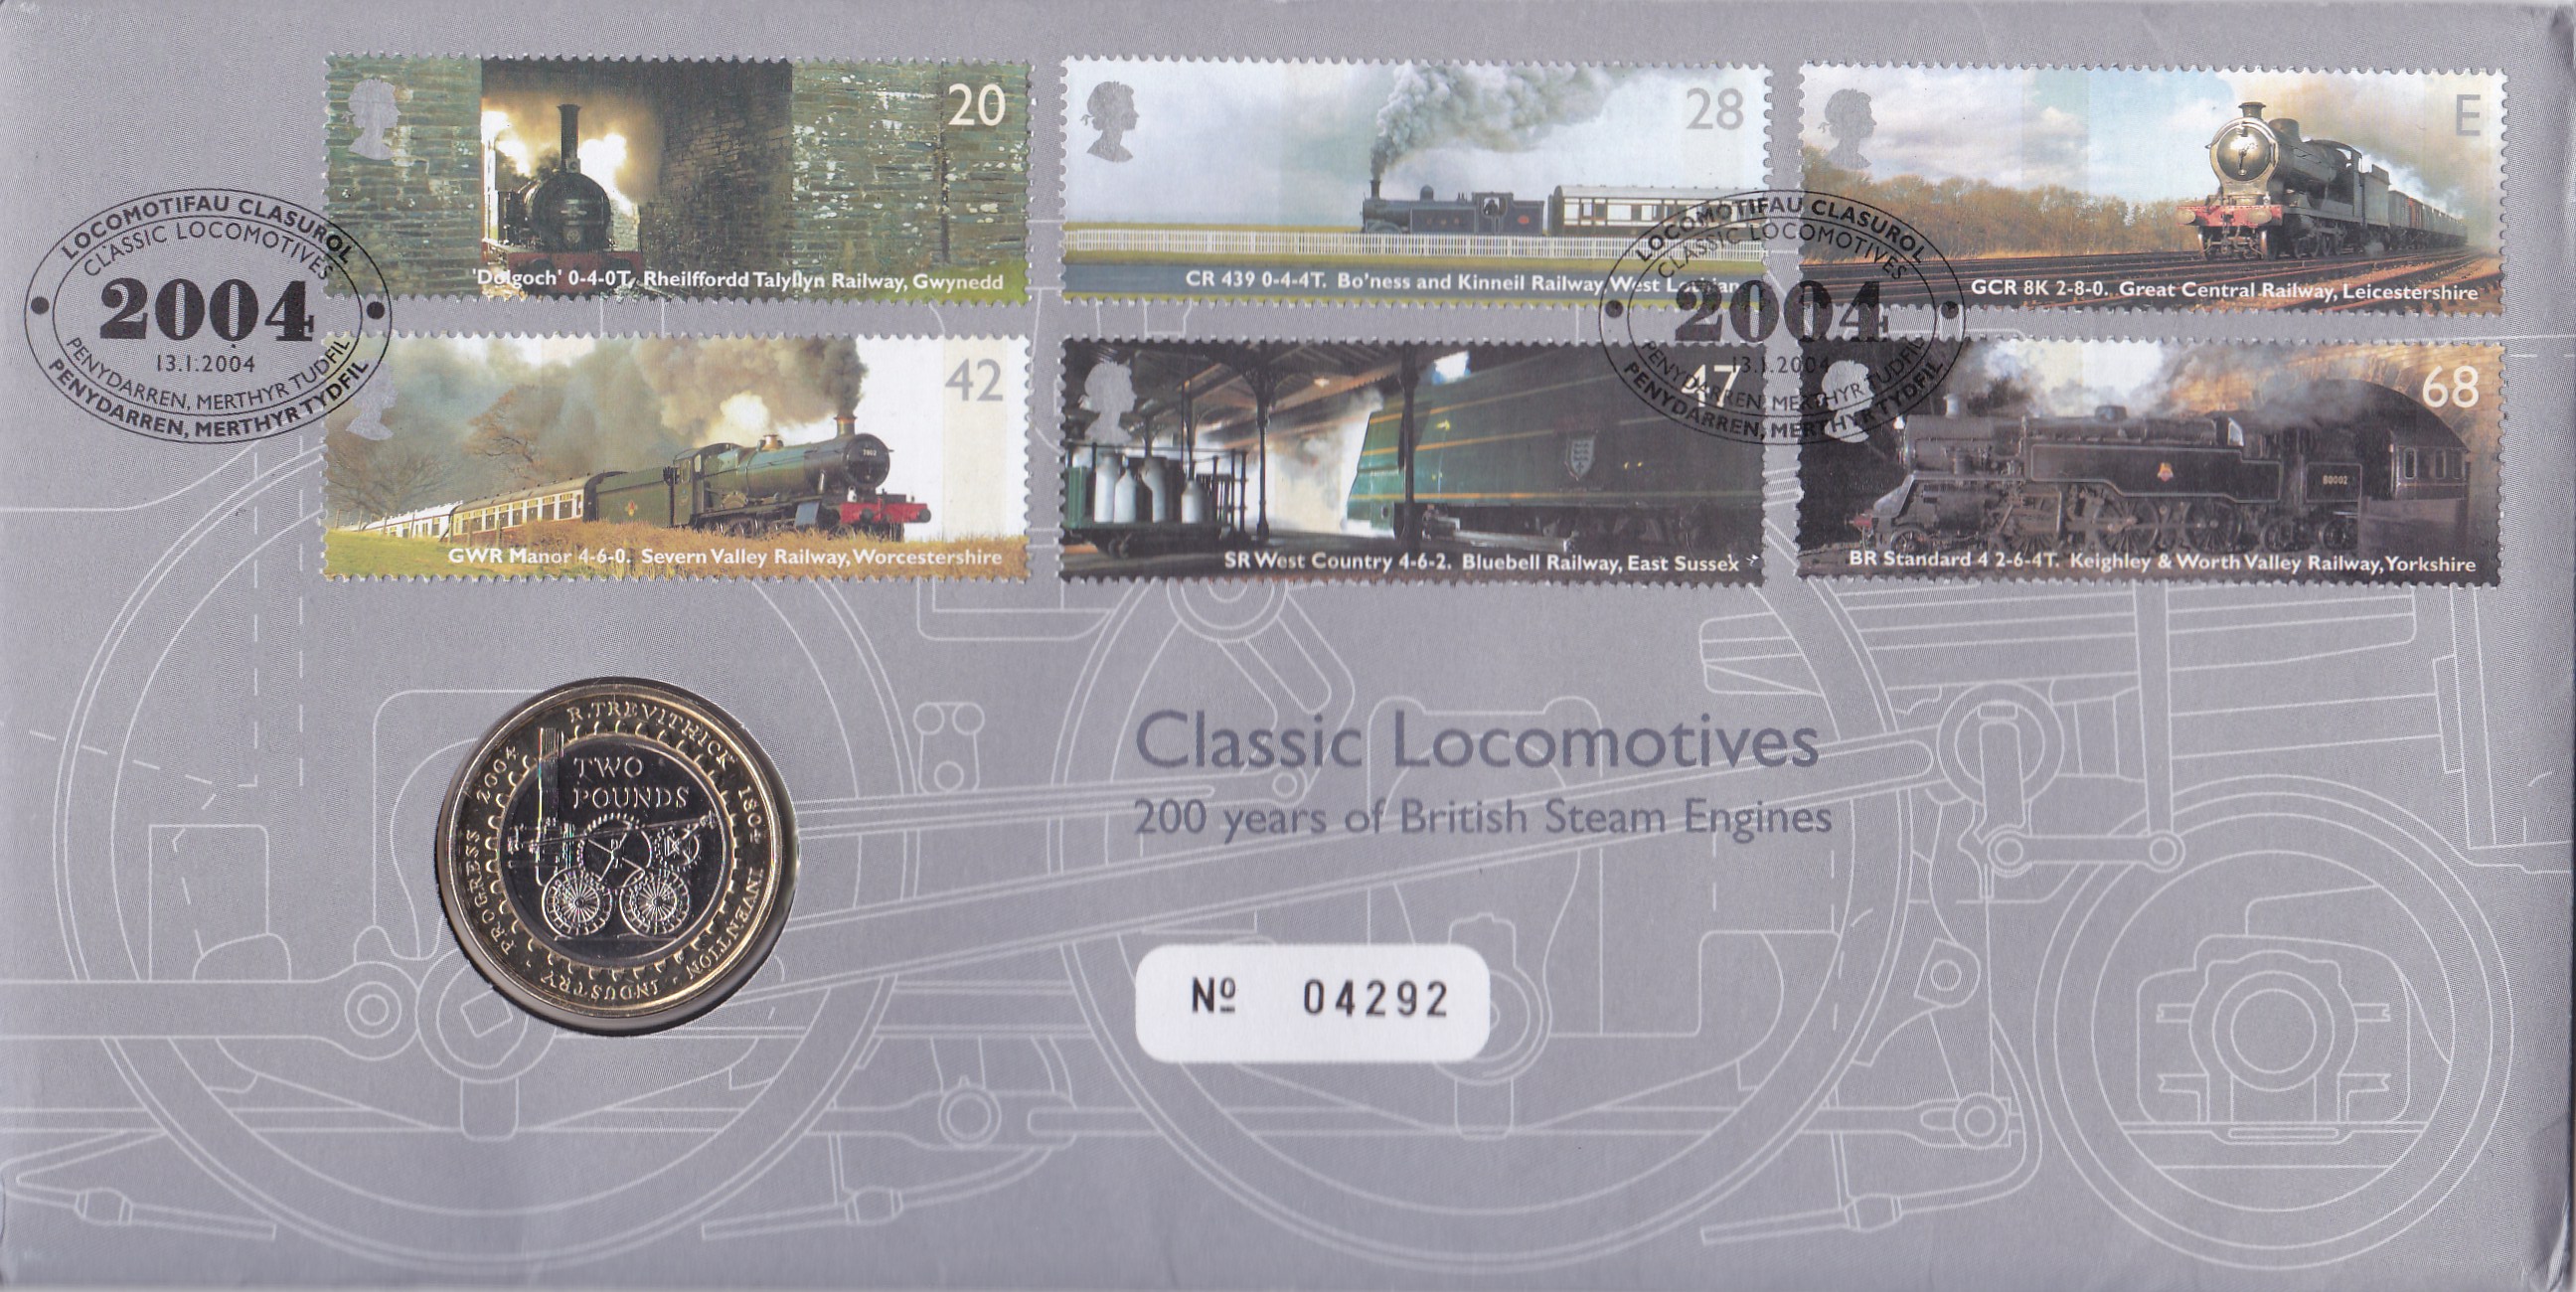 20
'Dolgoch' 0-4-0T, Rheilffordd Talyllyn Railway, Gwynedd
28
CR 439 0-4-4T. Bo'ness and Kinneil Railway, West Lothian
E
GCR 8K 2-8-0. Great Central Railway, Leicestershire
LOCOMOTIFAU CLASUROL
CLASSIC LOCOMOTIVES
2004
13.1.2004
PENYDARREN, MERTHYR TUDFIL
PENYDARREN, MERTHYR TYDFIL
LOCOMOTIFAU CLASUROL
CLASSIC LOCOMOTIVES
2004
13.1.2004
PENYDARREN, MERTHYR TUDFIL
PENYDARREN, MERTHYR TYDFIL
42
7802
GWR Manor 4-6-0. Severn Valley Railway, Worcestershire
47
SR West Country 4-6-2. Bluebell Railway, East Sussex
68
80002
BR Standard 4 2-6-4T. Keighley & Worth Valley Railway, Yorkshire
R.TREVITHICK 1804 INVENTION · INDUSTRY · PROGRESS 2004
TWO
POUNDS
Classic Locomotives
200 years of British Steam Engines
Nº 04292